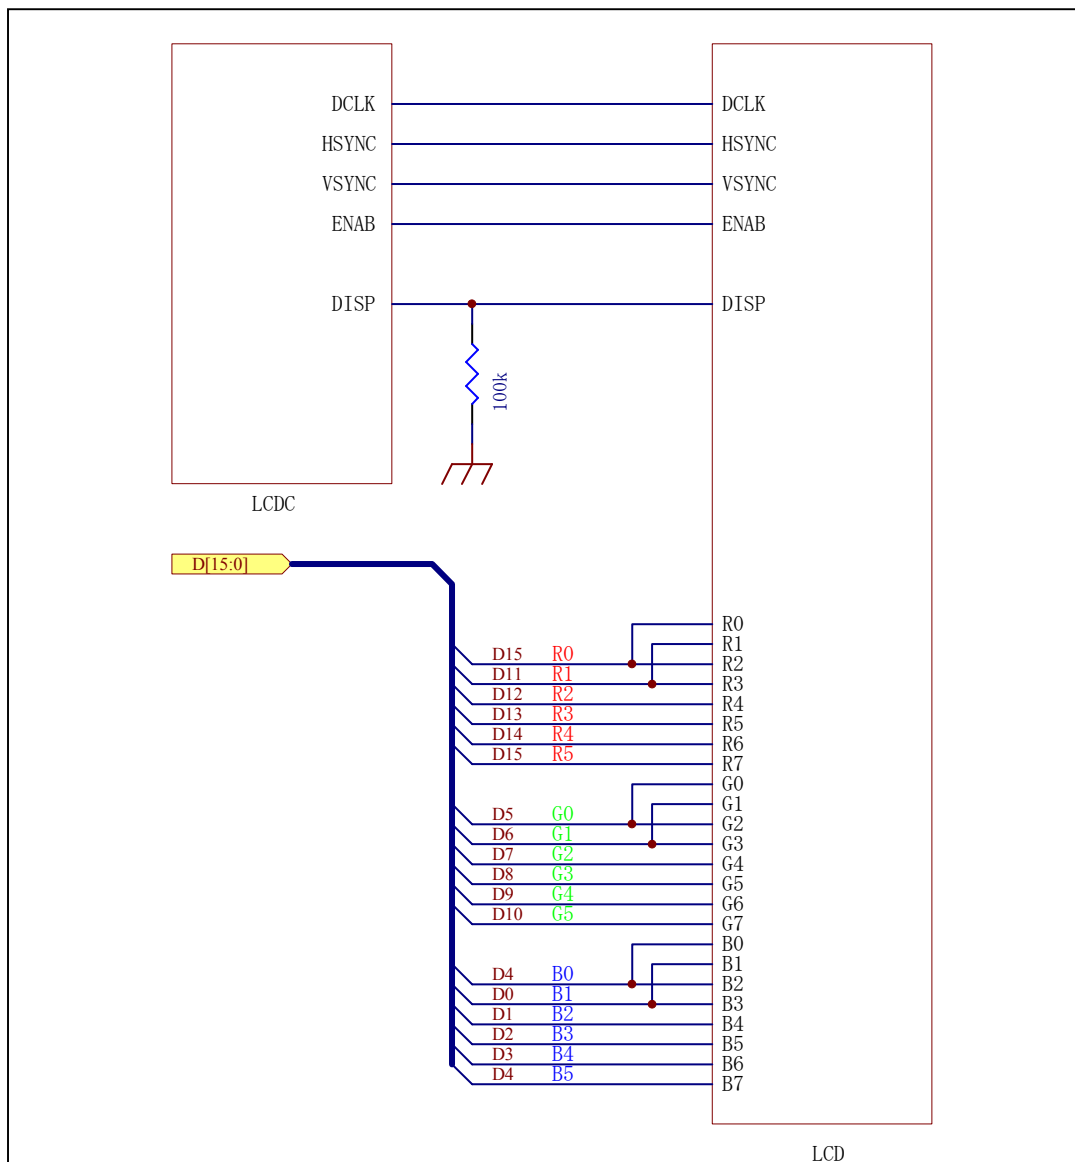 DCLK DCLK
HSYNC HSYNC
VSYNC VSYNC
ENAB ENAB
DISP DISP
100k
LCDC
D[15:0]
R0
R1
D15 R0 R2
D11 R1 R3
D12 R2 R4
D13 R3 R5
D14 R4 R6
D15 R5 R7
G0
G1
D5 G0 G2
D6 G1 G3
D7 G2 G4
D8 G3 G5
D9 G4 G6
D10 G5 G7
B0
B1
D4 B0 B2
D0 B1 B3
D1 B2 B4
D2 B3 B5
D3 B4 B6
D4 B5 B7
LCD